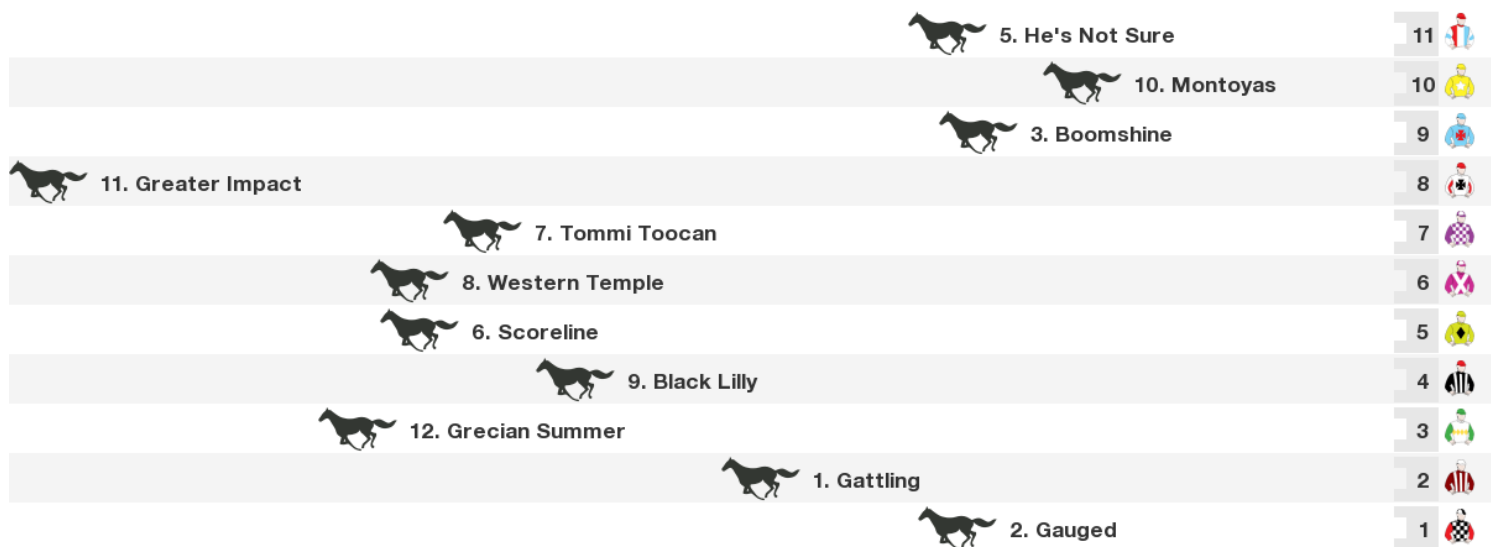 5. He's Not Sure 11
10. Montoyas 10
3. Boomshine 9
11. Greater Impact 8
7. Tommi Toocan 7
8. Western Temple 6
6. Scoreline 5
9. Black Lilly 4
12. Grecian Summer 3
1. Gattling 2
2. Gauged 1